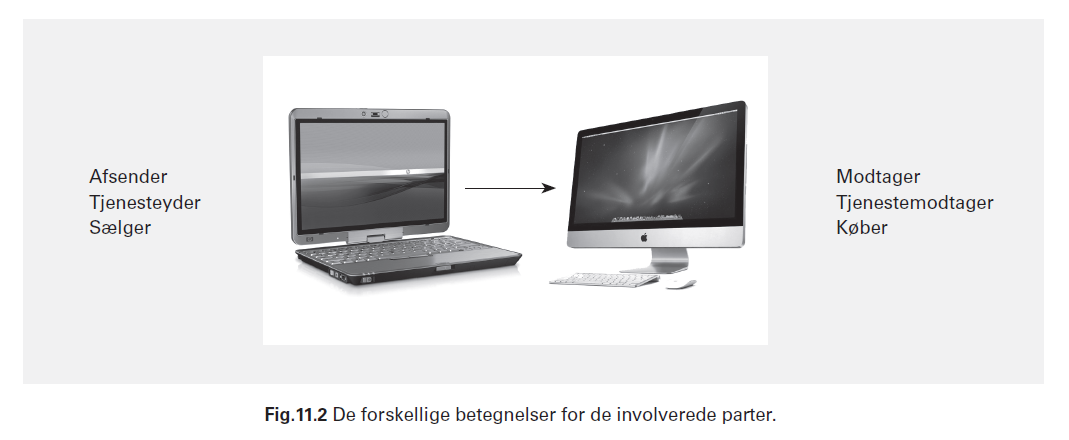 Afsender
Tjenesteyder
Sælger
Modtager
Tjenestemodtager
Køber
Fig.11.2 De forskellige betegnelser for de involverede parter.